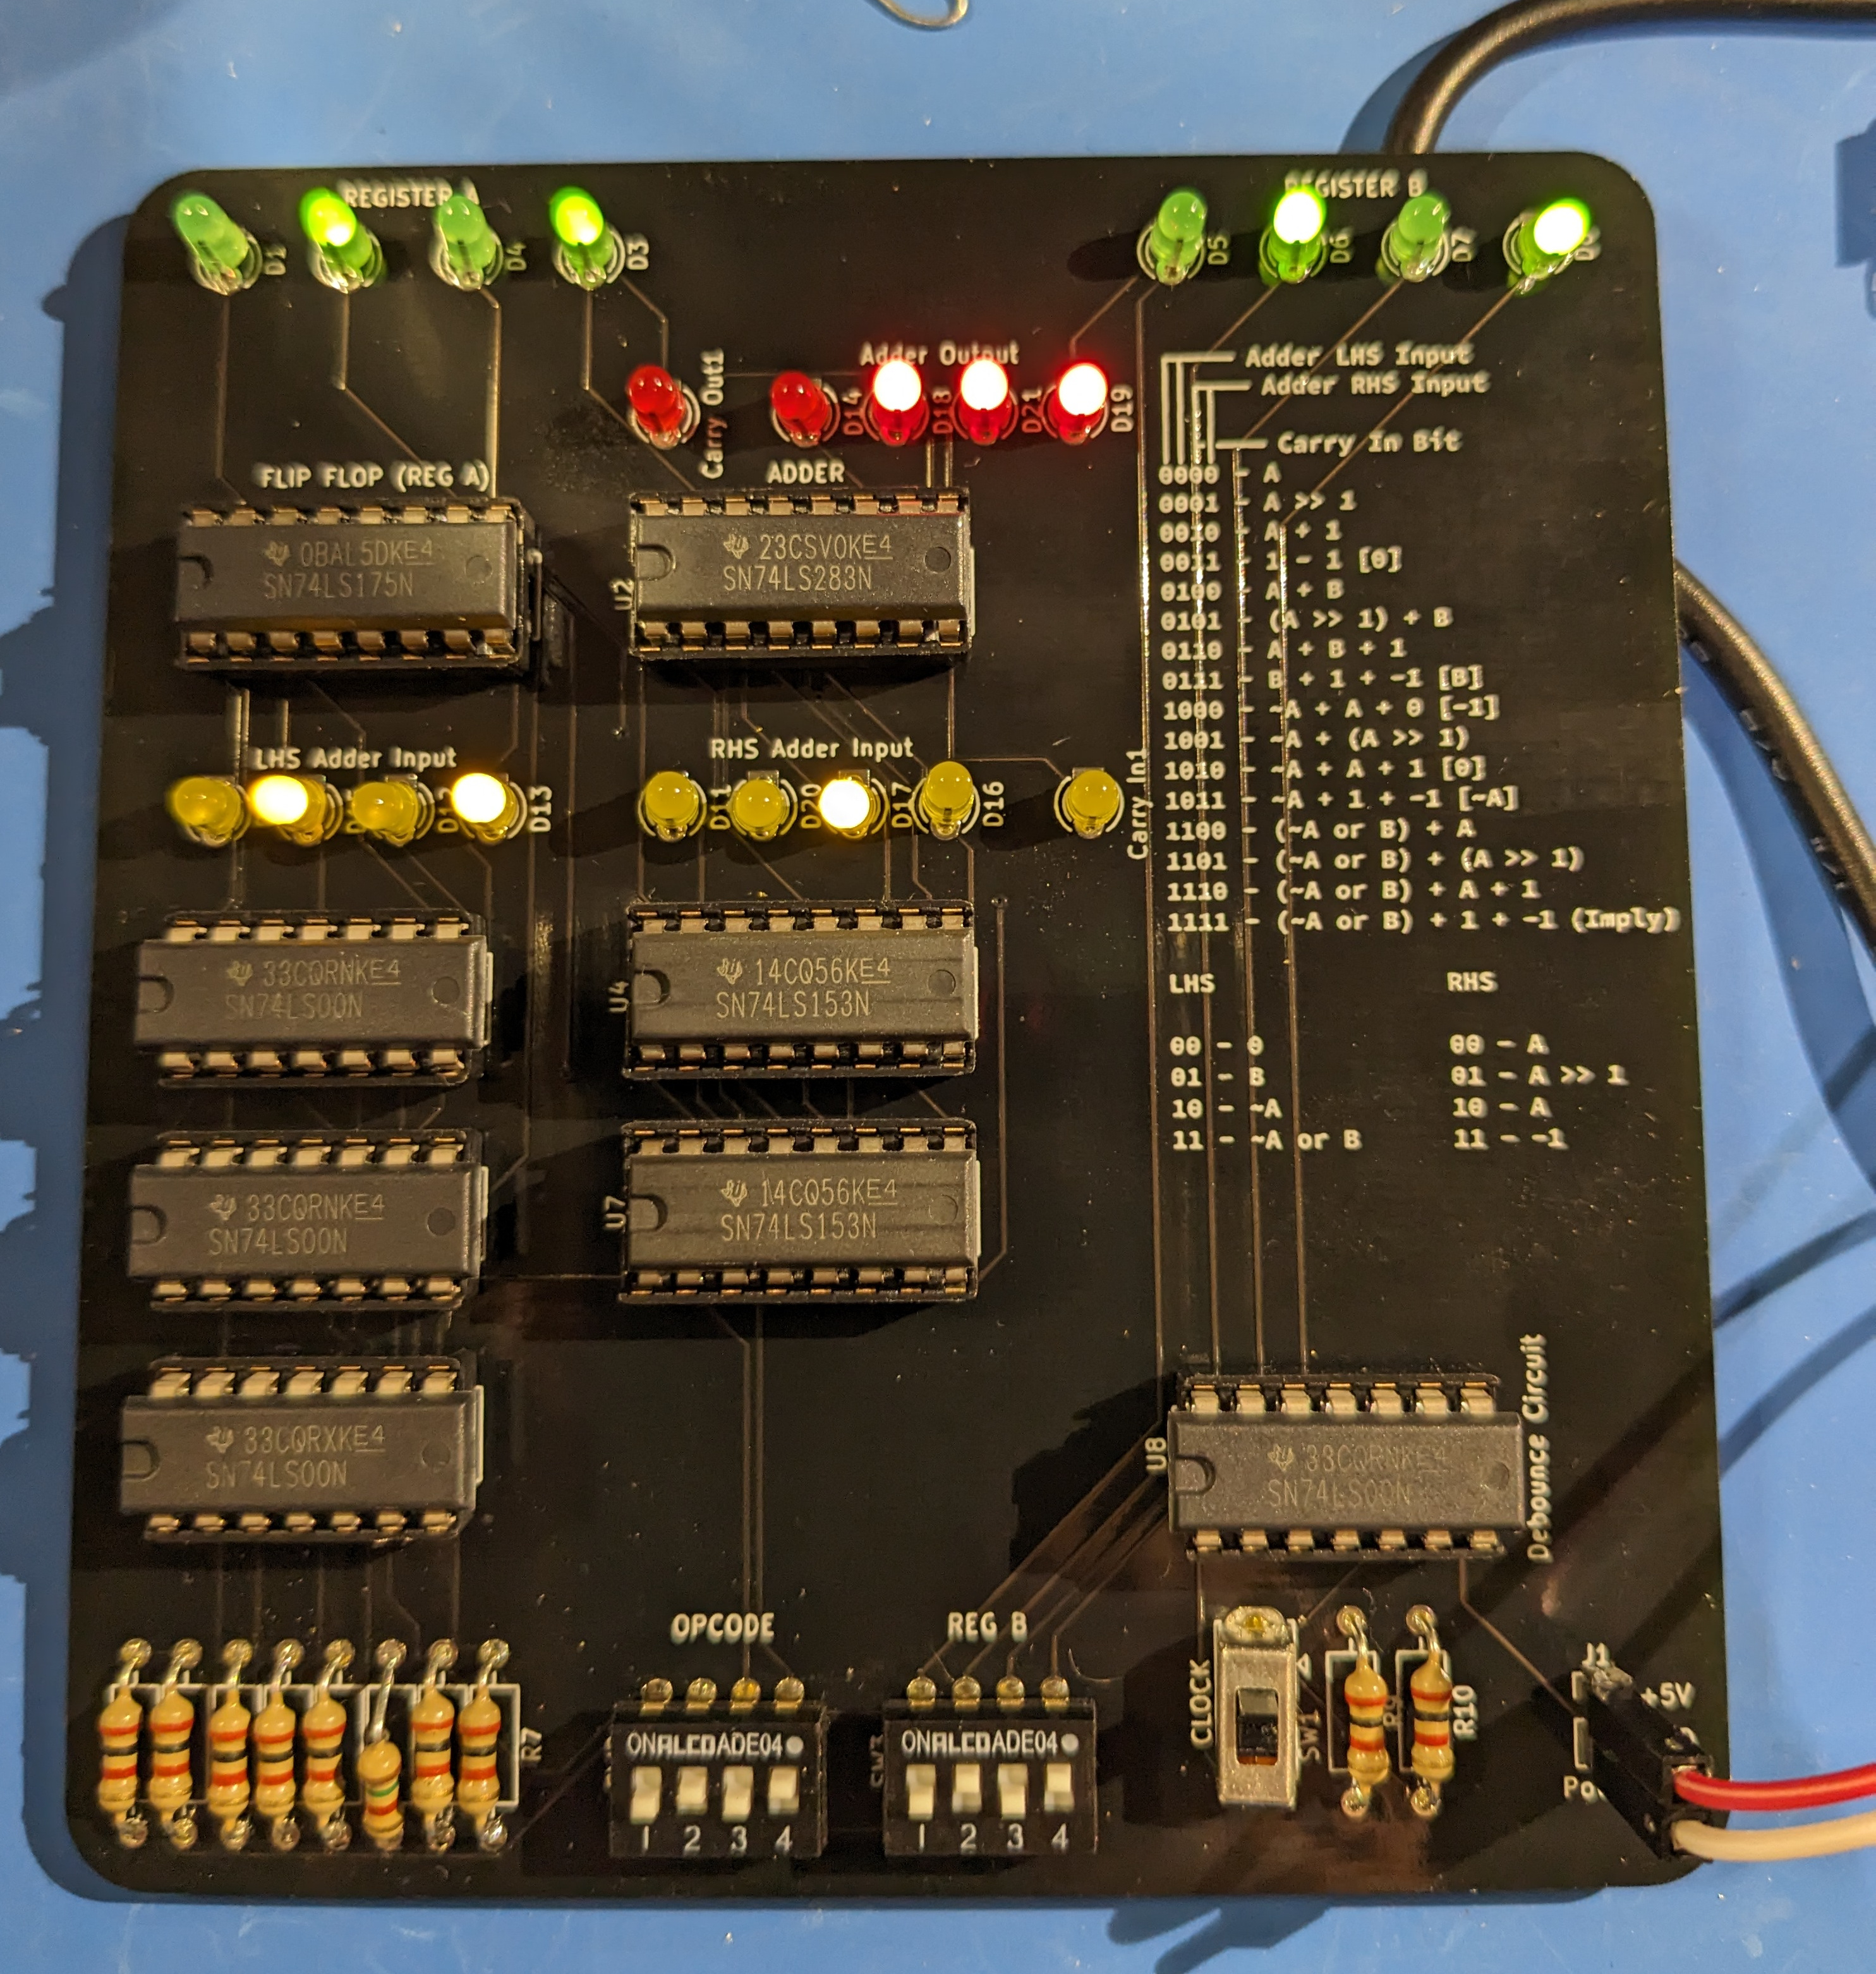 REGISTER A
REGISTER B
D4
D3
D5
D6
D7
Adder Output
Carry Out1
D14
D18
D21
D19
Adder LHS Input
Adder RHS Input
Carry In Bit
FLIP FLOP (REG A)
ADDER
0BAL5DKE4
SN74LS175N
U2
23CSV0KE4
SN74LS283N
0000 - A
0001 - A >> 1
0010 - A + 1
0011 - 1 - 1 [0]
0100 - A + B
0101 - (A >> 1) + B
0110 - A + B + 1
0111 - B + 1 + -1 [B]
1000 - ~A + A + 0 [-1]
1001 - ~A + (A >> 1)
1010 - ~A + A + 1 [0]
1011 - ~A + 1 + -1 [~A]
1100 - (~A or B) + A
1101 - (~A or B) + (A >> 1)
1110 - (~A or B) + A + 1
1111 - (~A or B) + 1 + -1 (Imply)
LHS Adder Input
RHS Adder Input
D12
D13
D11
D20
D17
D16
Carry In1
33CQRNKE4
SN74LS00N
U4
14CQ56KE4
SN74LS153N
LHS RHS
00 - 0 00 - A
01 - B 01 - A >> 1
10 - ~A 10 - A
11 - ~A or B 11 - -1
33CQRNKE4
SN74LS00N
U7
14CQ56KE4
SN74LS153N
33CQRXKE4
SN74LS00N
U8
33CQRNKE4
SN74LS00N
Debounce Circuit
OPCODE
REG B
R7
ON ALCO ADE04
1 2 3 4
SW3
ON ALCO ADE04
1 2 3 4
CLOCK
SW1
R9
R10
J1
+5V